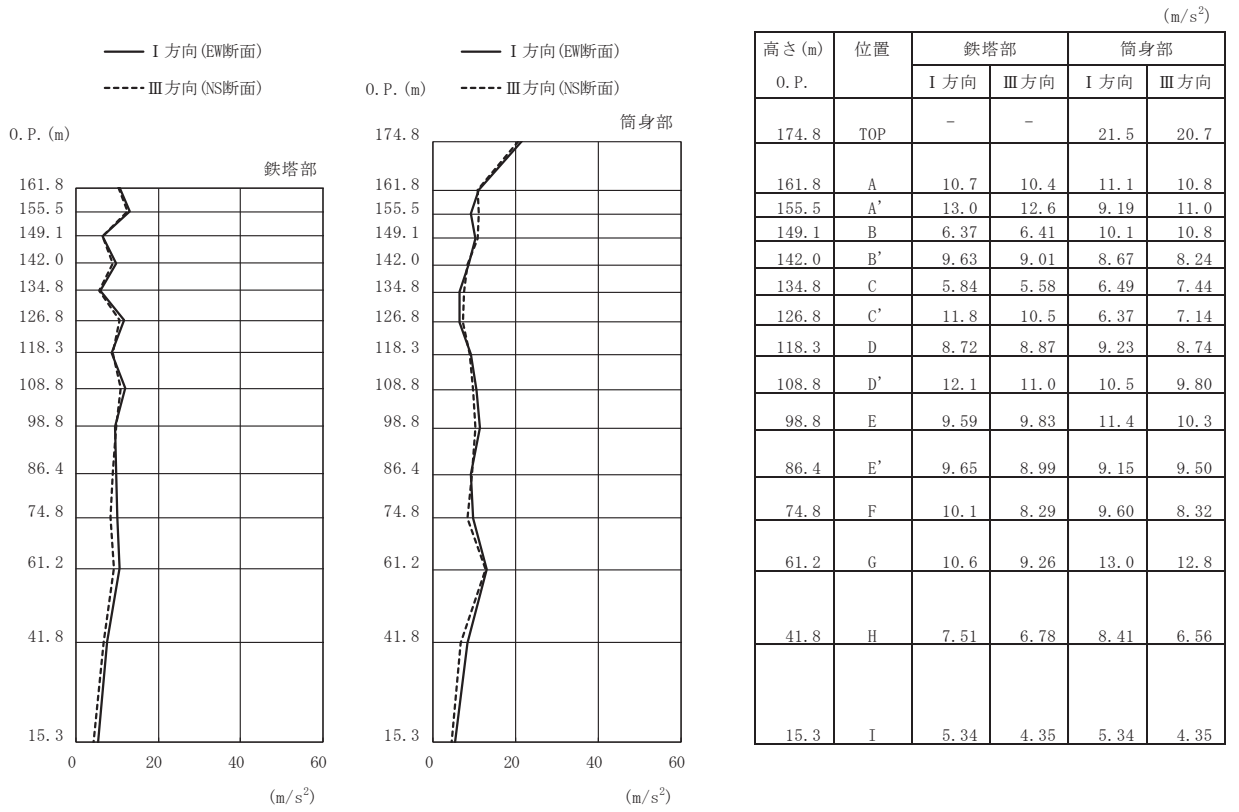 Ⅰ方向(EW断面)
Ⅲ方向(NS断面)
O.P.(m)
鉄塔部
161.8
155.5
149.1
142.0
134.8
126.8
118.3
108.8
98.8
86.4
74.8
61.2
41.8
15.3
0 20 40 60
(m/s²)
Ⅰ方向(EW断面)
Ⅲ方向(NS断面)
O.P.(m)
筒身部
174.8
161.8
155.5
149.1
142.0
134.8
126.8
118.3
108.8
98.8
86.4
74.8
61.2
41.8
15.3
0 20 40 60
(m/s²)
(m/s²)
高さ(m) 位置 鉄塔部 筒身部
O.P. Ⅰ方向 Ⅲ方向 Ⅰ方向 Ⅲ方向
174.8 TOP － － 21.5 20.7
161.8 A 10.7 10.4 11.1 10.8
155.5 A' 13.0 12.6 9.19 11.0
149.1 B 6.37 6.41 10.1 10.8
142.0 B' 9.63 9.01 8.67 8.24
134.8 C 5.84 5.58 6.49 7.44
126.8 C' 11.8 10.5 6.37 7.14
118.3 D 8.72 8.87 9.23 8.74
108.8 D' 12.1 11.0 10.5 9.80
98.8 E 9.59 9.83 11.4 10.3
86.4 E' 9.65 8.99 9.15 9.50
74.8 F 10.1 8.29 9.60 8.32
61.2 G 10.6 9.26 13.0 12.8
41.8 H 7.51 6.78 8.41 6.56
15.3 I 5.34 4.35 5.34 4.35